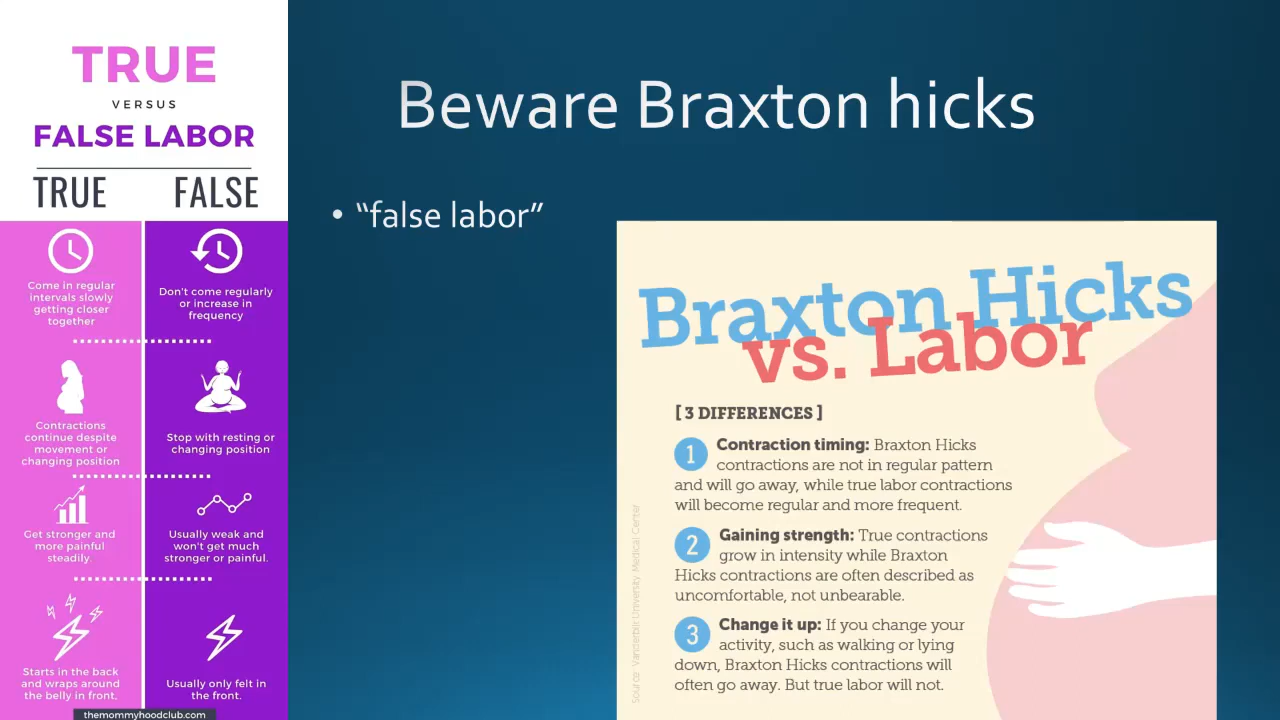 TRUE
VERSUS
FALSE LABOR
TRUE FALSE
Come in regular
intervals slowly
getting closer
together
Don't come regularly
or increase in
frequency
Contractions
continue despite
movement or
changing position
Stop with resting or
changing position
Get stronger and
more painful
steadily.
Usually weak and
won't get much
stronger or painful.
Starts in the back
and wraps around
the belly in front.
Usually only felt in
the front.
themommyhoodclub.com
Beware Braxton hicks
• “false labor”
Braxton Hicks
vs. Labor
[ 3 DIFFERENCES ]
1 Contraction timing: Braxton Hicks
contractions are not in regular pattern
and will go away, while true labor contractions
will become regular and more frequent.
2 Gaining strength: True contractions
grow in intensity while Braxton
Hicks contractions are often described as
uncomfortable, not unbearable.
3 Change it up: If you change your
activity, such as walking or lying
down, Braxton Hicks contractions will
often go away. But true labor will not.
Source: Vanderbilt University Medical Center